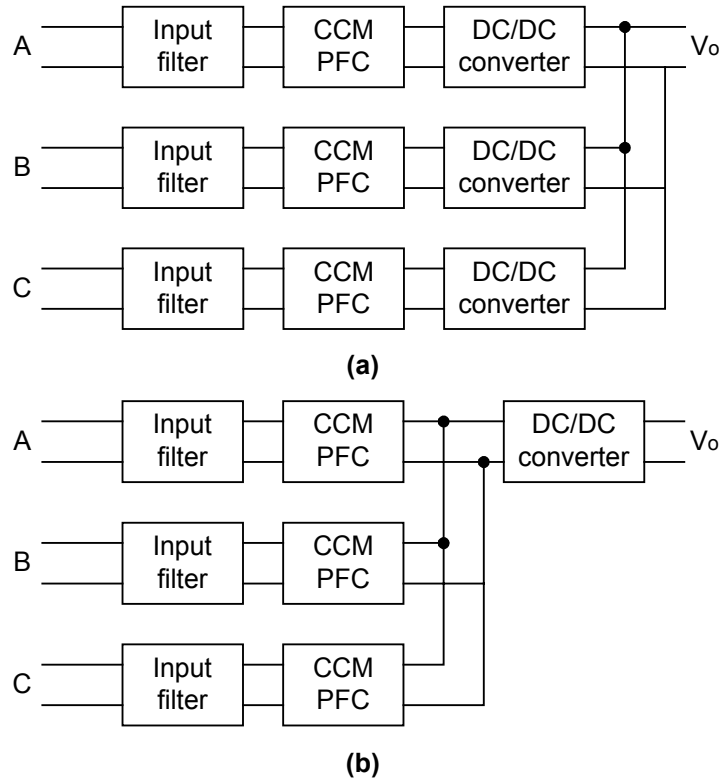 A
Input
filter
CCM
PFC
DC/DC
converter
Vo
B
Input
filter
CCM
PFC
DC/DC
converter
C
Input
filter
CCM
PFC
DC/DC
converter
(a)
A
Input
filter
CCM
PFC
DC/DC
converter
Vo
B
Input
filter
CCM
PFC
C
Input
filter
CCM
PFC
(b)